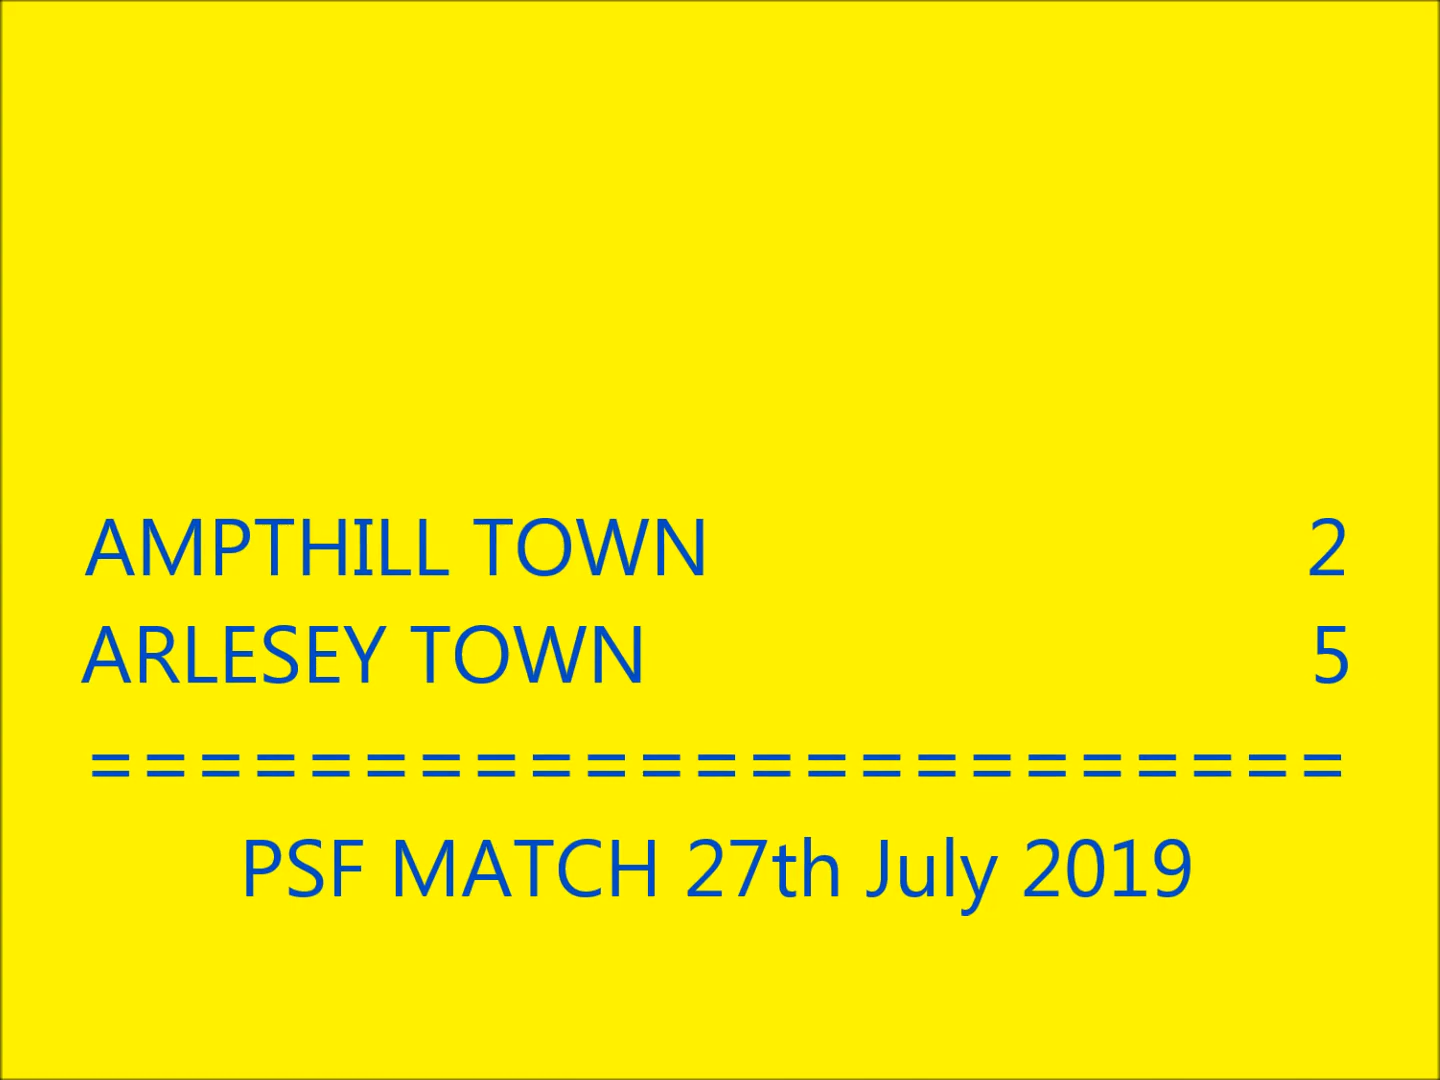 AMPTHILL TOWN 2
ARLESEY TOWN 5
=======================
PSF MATCH 27th July 2019